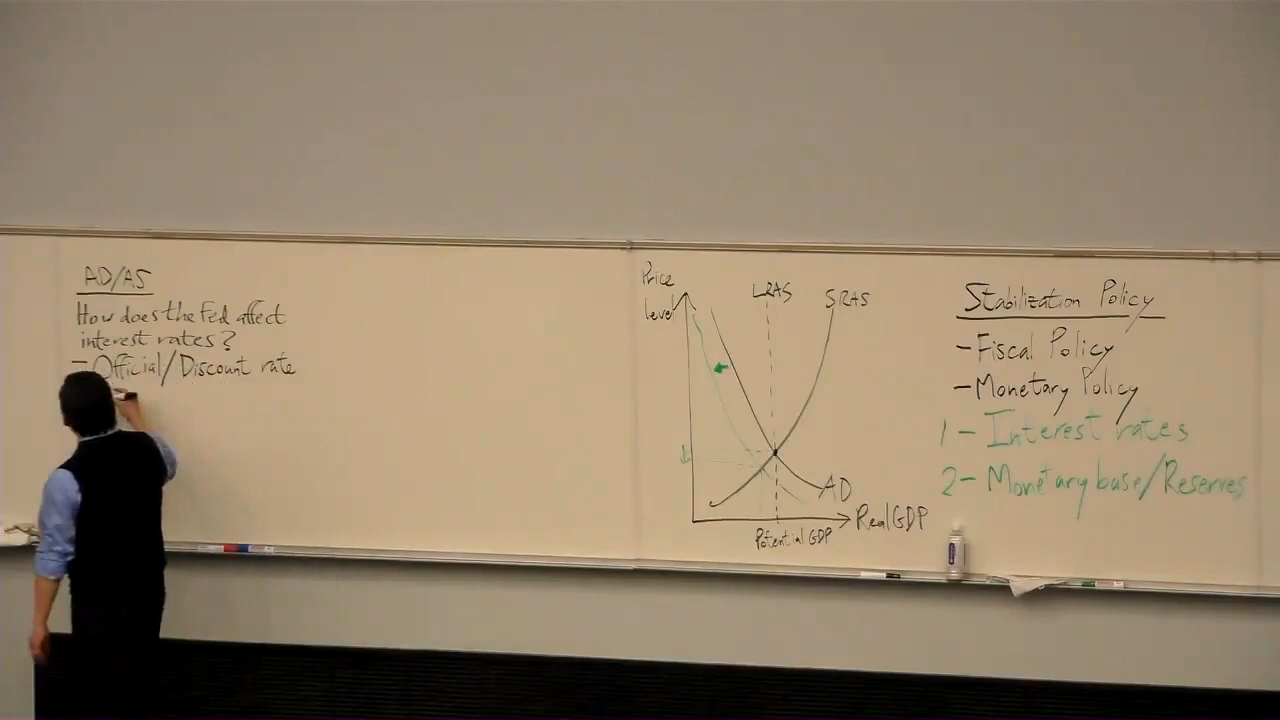 AD/AS
How does the Fed affect
interest rates?
- Official/Discount rate
Price
level
LRAS
SRAS
AD
Real GDP
Potential GDP
Stabilization Policy
- Fiscal Policy
- Monetary Policy
1 - Interest rates
2 - Monetary base/Reserves